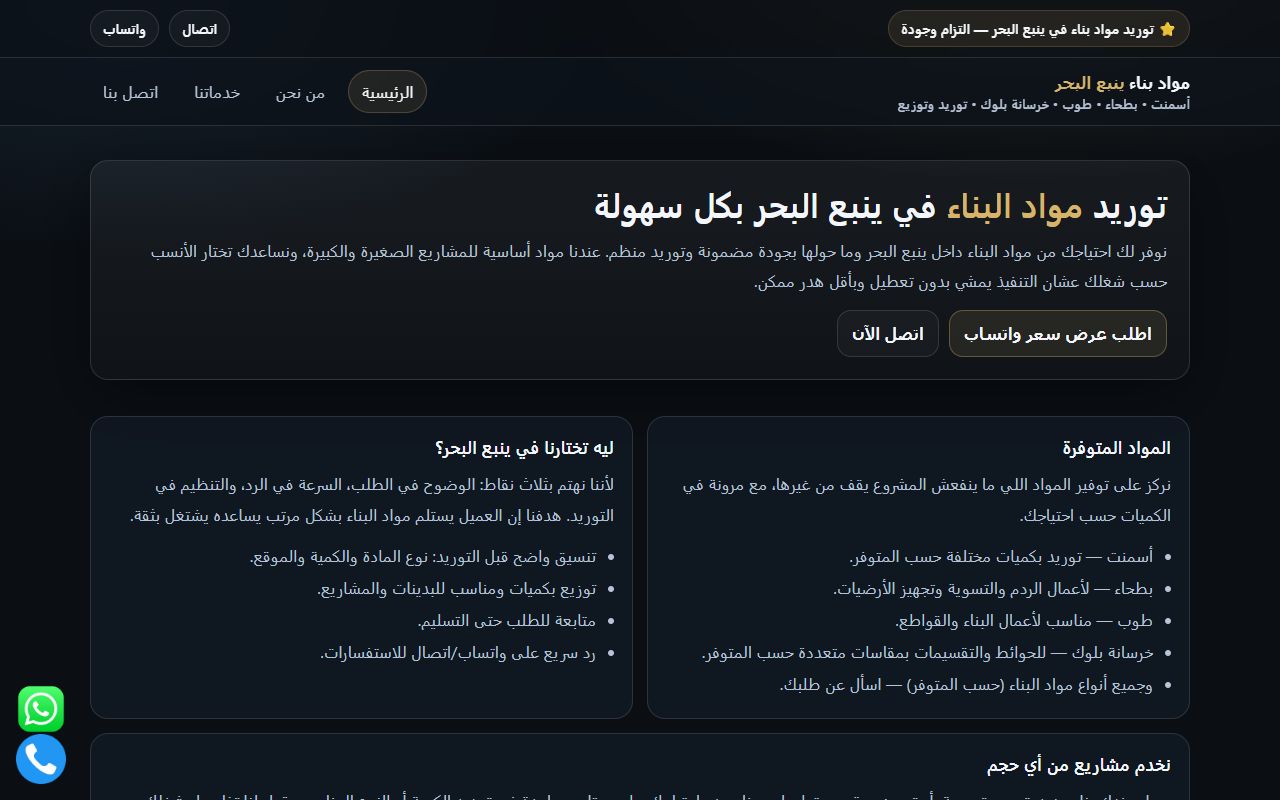 توريد مواد بناء في ينبع البحر — التزام وجودة
اتصال
واتساب
مواد بناء ينبع البحر
أسمنت • بطحاء • طوب • خرسانة بلوك • توريد وتوزيع
الرئيسية
من نحن
خدماتنا
اتصل بنا
توريد مواد البناء في ينبع البحر بكل سهولة
نوفر لك احتياجك من مواد البناء داخل ينبع البحر وما حولها بجودة مضمونة وتوريد منظم. عندنا مواد أساسية للمشاريع الصغيرة والكبيرة، ونساعدك تختار الأنسب
حسب شغلك عشان التنفيذ يمشي بدون تعطيل وبأقل هدر ممكن.
اطلب عرض سعر واتساب
اتصل الآن
المواد المتوفرة
نركز على توفير المواد اللي ما ينفعش المشروع يقف من غيرها، مع مرونة في
الكميات حسب احتياجك.
أسمنت — توريد بكميات مختلفة حسب المتوفر.
بطحاء — لأعمال الردم والتسوية وتجهيز الأرضيات.
طوب — مناسب لأعمال البناء والقواطع.
خرسانة بلوك — للحوائط والتقسيمات بمقاسات متعددة حسب المتوفر.
وجميع أنواع مواد البناء (حسب المتوفر) — اسأل عن طلبك.
ليه تختارنا في ينبع البحر؟
لأننا نهتم بثلاث نقاط: الوضوح في الطلب، السرعة في الرد، والتنظيم في
التوريد. هدفنا إن العميل يستلم مواد البناء بشكل مرتب يساعده يشتغل بثقة.
تنسيق واضح قبل التوريد: نوع المادة والكمية والموقع.
توزيع بكميات ومناسب للبدينات والمشاريع.
متابعة للطلب حتى التسليم.
رد سريع على واتساب/اتصال للاستفسارات.
نخدم مشاريع من أي حجم